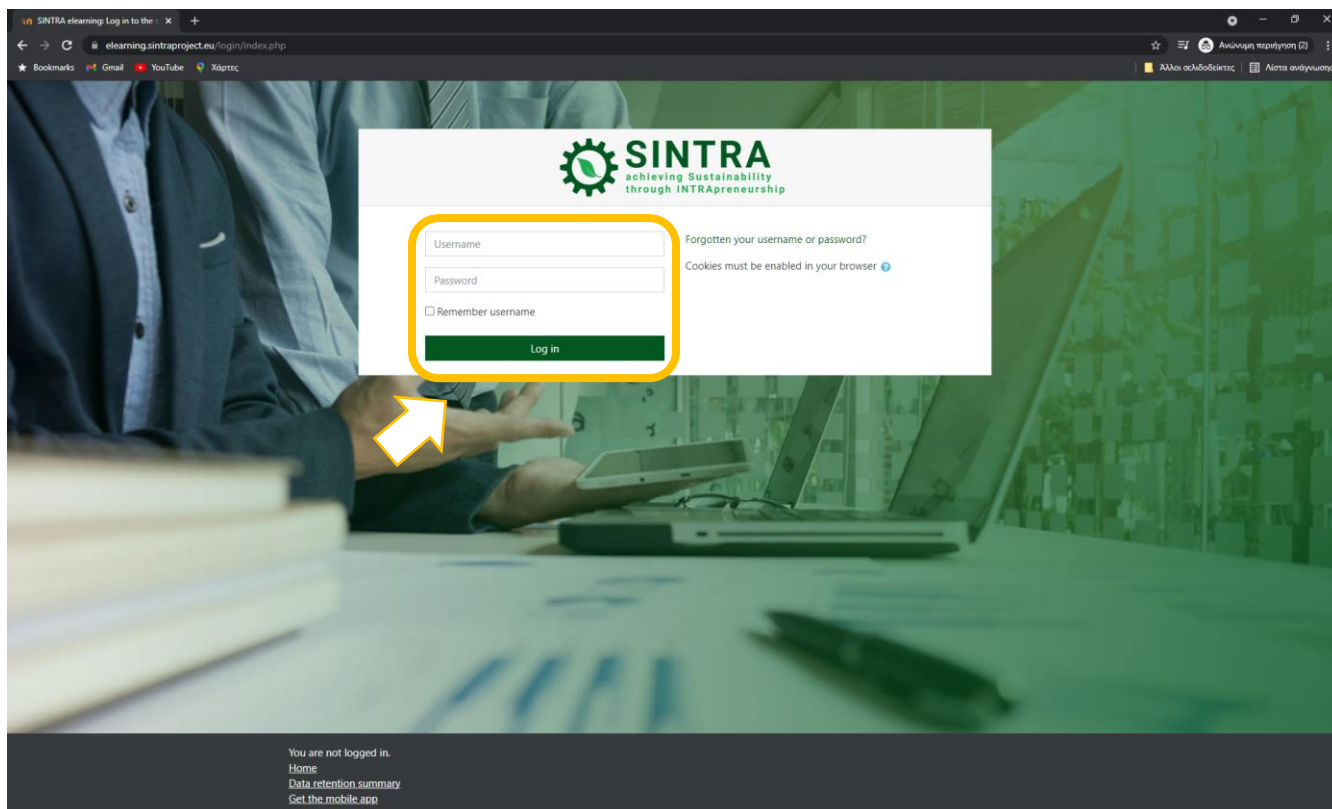 SINTRA elearning: Log in to the
elearning.sintraproject.eu/login/index.php
Ανώνυμη περιήγηση (2)
Bookmarks
Gmail
YouTube
Χάρτες
Άλλοι σελιδοδείκτες
Λίστα ανάγνωσης
SINTRA
achieving Sustainability
through INTRApreneurship
Username
Forgotten your username or password?
Cookies must be enabled in your browser
Password
Remember username
Log in
You are not logged in.
Home
Data retention summary
Get the mobile app